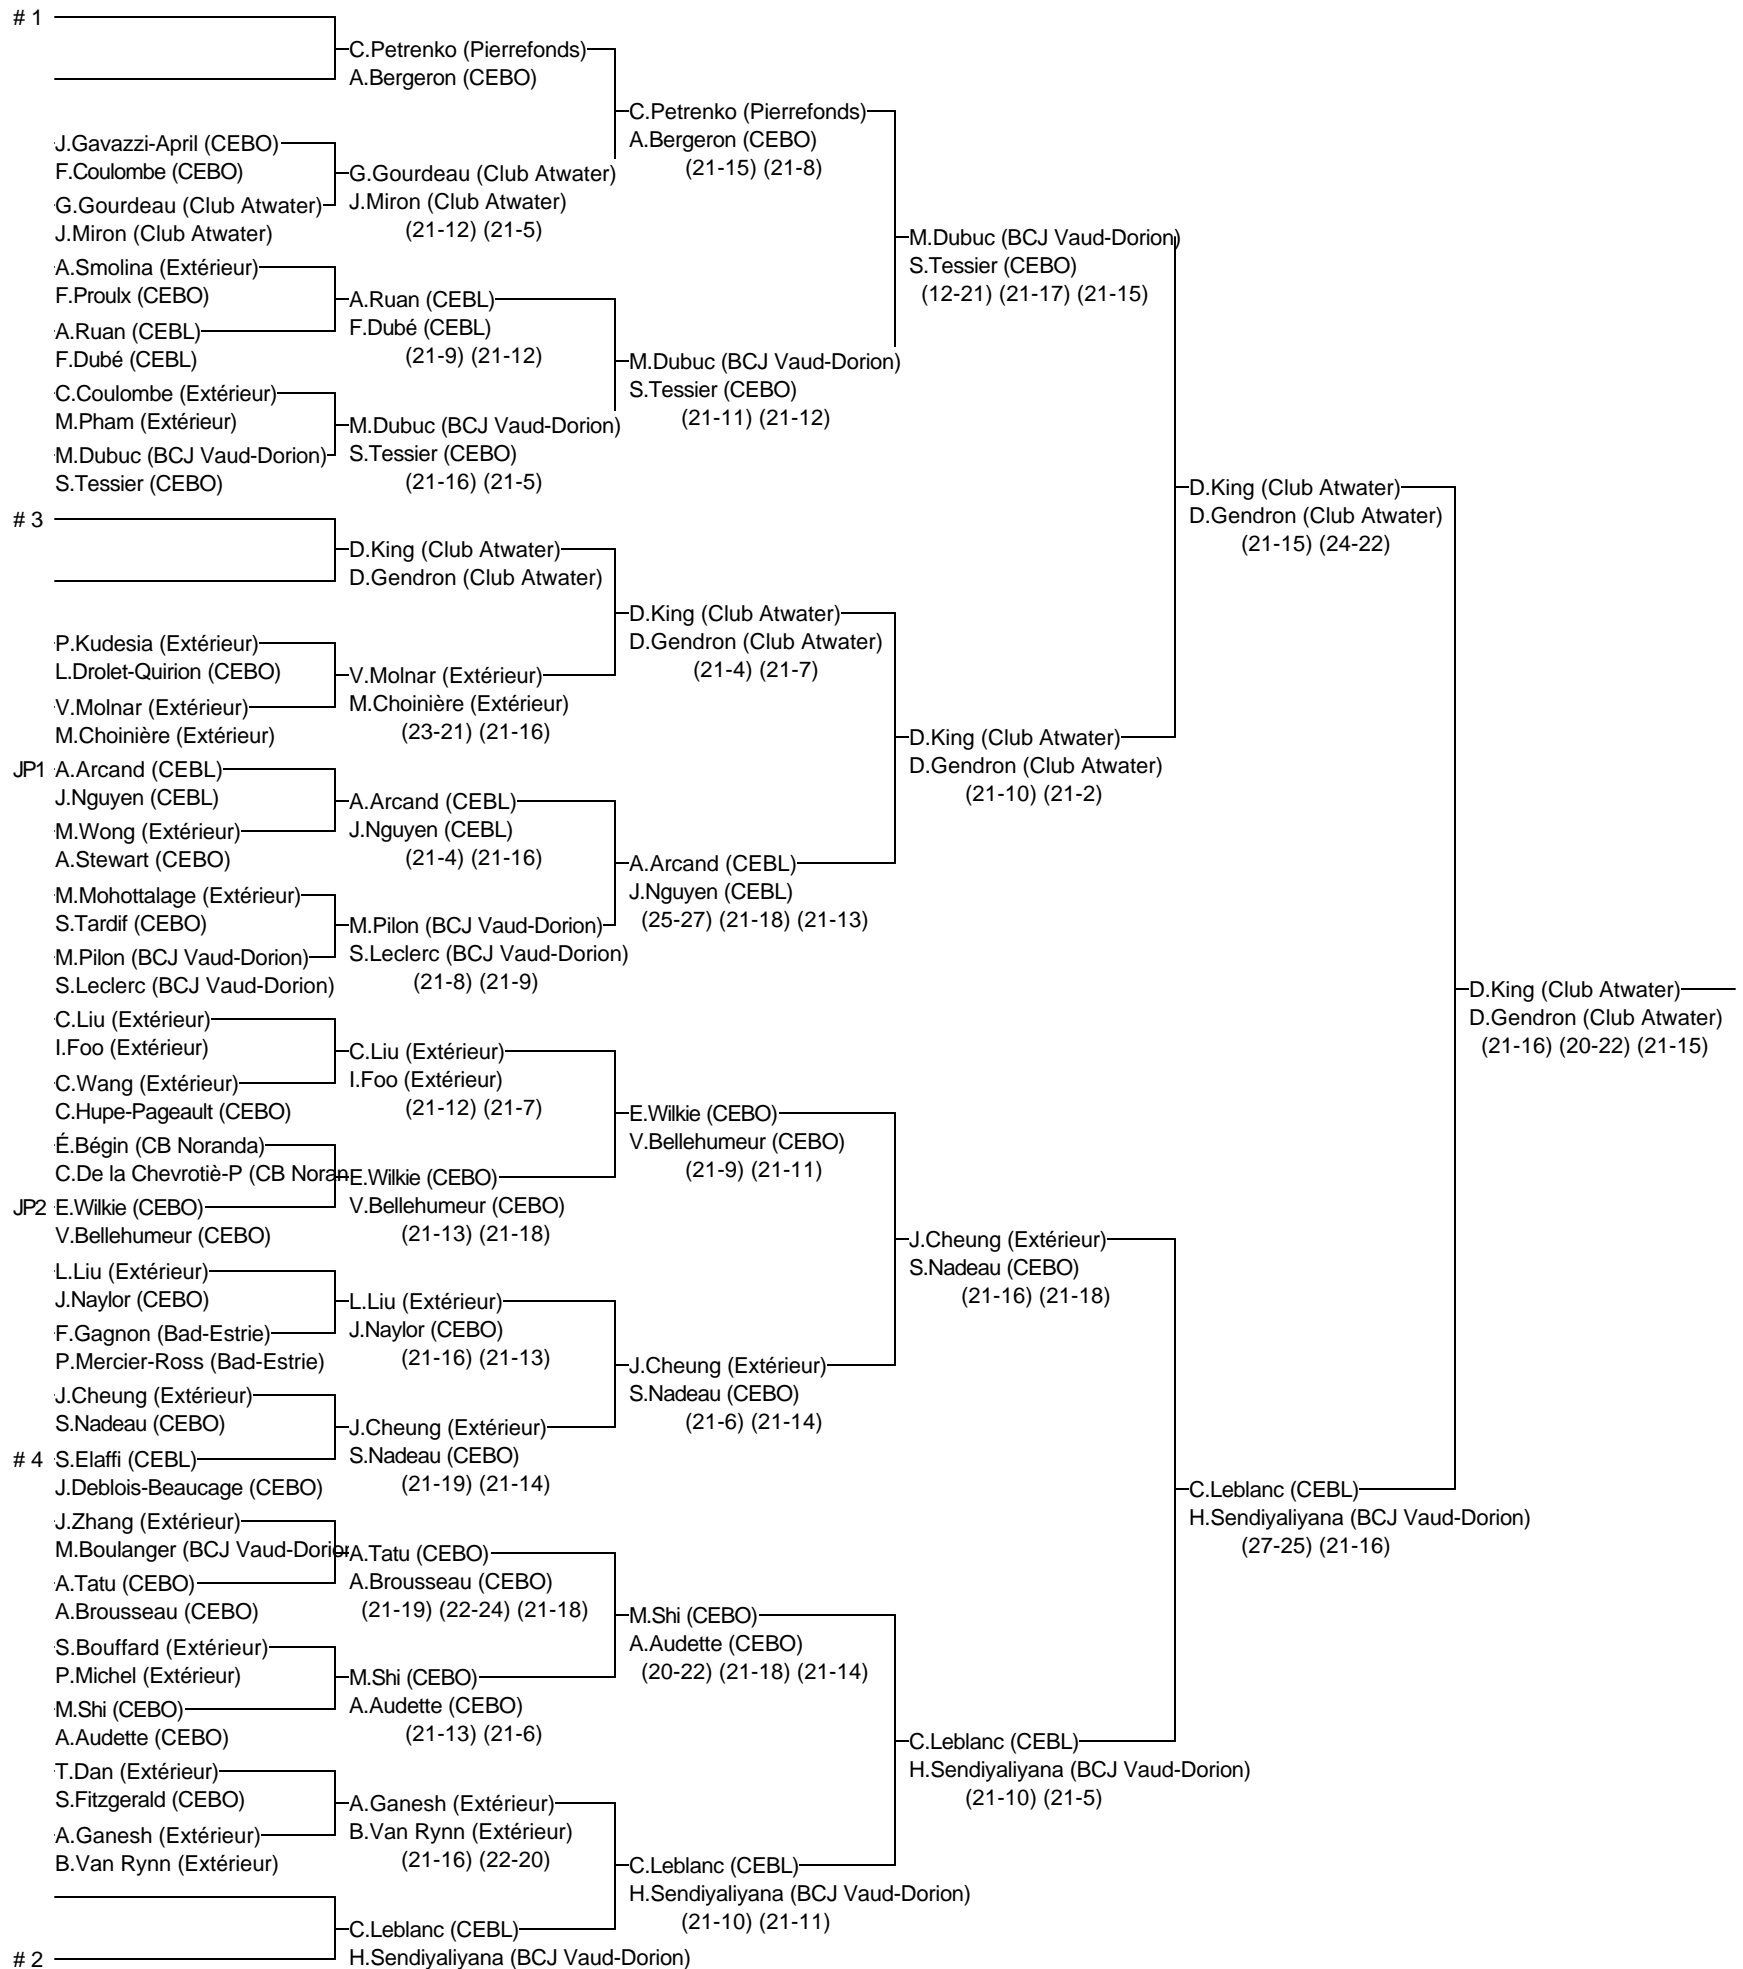 # 1
C.Petrenko (Pierrefonds)
A.Bergeron (CEBO)
C.Petrenko (Pierrefonds)
A.Bergeron (CEBO)
(21-15) (21-8)
J.Gavazzi-April (CEBO)
F.Coulombe (CEBO)
G.Gourdeau (Club Atwater)
J.Miron (Club Atwater)
G.Gourdeau (Club Atwater)
J.Miron (Club Atwater)
(21-12) (21-5)
M.Dubuc (BCJ Vaud-Dorion)
S.Tessier (CEBO)
(12-21) (21-17) (21-15)
A.Smolina (Extérieur)
F.Proulx (CEBO)
A.Ruan (CEBL)
F.Dubé (CEBL)
A.Ruan (CEBL)
F.Dubé (CEBL)
(21-9) (21-12)
M.Dubuc (BCJ Vaud-Dorion)
S.Tessier (CEBO)
(21-11) (21-12)
C.Coulombe (Extérieur)
M.Pham (Extérieur)
M.Dubuc (BCJ Vaud-Dorion)
S.Tessier (CEBO)
M.Dubuc (BCJ Vaud-Dorion)
S.Tessier (CEBO)
(21-16) (21-5)
D.King (Club Atwater)
D.Gendron (Club Atwater)
(21-15) (24-22)
# 3
D.King (Club Atwater)
D.Gendron (Club Atwater)
D.King (Club Atwater)
D.Gendron (Club Atwater)
(21-4) (21-7)
P.Kudesia (Extérieur)
L.Drolet-Quirion (CEBO)
V.Molnar (Extérieur)
M.Choinière (Extérieur)
V.Molnar (Extérieur)
M.Choinière (Extérieur)
(23-21) (21-16)
D.King (Club Atwater)
D.Gendron (Club Atwater)
(21-10) (21-2)
JP1 A.Arcand (CEBL)
J.Nguyen (CEBL)
M.Wong (Extérieur)
A.Stewart (CEBO)
A.Arcand (CEBL)
J.Nguyen (CEBL)
(21-4) (21-16)
A.Arcand (CEBL)
J.Nguyen (CEBL)
(25-27) (21-18) (21-13)
M.Mohottalage (Extérieur)
S.Tardif (CEBO)
M.Pilon (BCJ Vaud-Dorion)
S.Leclerc (BCJ Vaud-Dorion)
M.Pilon (BCJ Vaud-Dorion)
S.Leclerc (BCJ Vaud-Dorion)
(21-8) (21-9)
D.King (Club Atwater)
D.Gendron (Club Atwater)
(21-16) (20-22) (21-15)
C.Liu (Extérieur)
I.Foo (Extérieur)
C.Wang (Extérieur)
C.Hupe-Pageault (CEBO)
C.Liu (Extérieur)
I.Foo (Extérieur)
(21-12) (21-7)
E.Wilkie (CEBO)
V.Bellehumeur (CEBO)
(21-9) (21-11)
É.Bégin (CB Noranda)
C.De la Chevrotiè-P (CB Noran
JP2 E.Wilkie (CEBO)
V.Bellehumeur (CEBO)
E.Wilkie (CEBO)
V.Bellehumeur (CEBO)
(21-13) (21-18)
J.Cheung (Extérieur)
S.Nadeau (CEBO)
(21-16) (21-18)
L.Liu (Extérieur)
J.Naylor (CEBO)
F.Gagnon (Bad-Estrie)
P.Mercier-Ross (Bad-Estrie)
L.Liu (Extérieur)
J.Naylor (CEBO)
(21-16) (21-13)
J.Cheung (Extérieur)
S.Nadeau (CEBO)
(21-6) (21-14)
J.Cheung (Extérieur)
S.Nadeau (CEBO)
# 4 S.Elaffi (CEBL)
J.Deblois-Beaucage (CEBO)
J.Cheung (Extérieur)
S.Nadeau (CEBO)
(21-19) (21-14)
C.Leblanc (CEBL)
H.Sendiyaliyana (BCJ Vaud-Dorion)
(27-25) (21-16)
J.Zhang (Extérieur)
M.Boulanger (BCJ Vaud-Dorion
A.Tatu (CEBO)
A.Brousseau (CEBO)
A.Tatu (CEBO)
A.Brousseau (CEBO)
(21-19) (22-24) (21-18)
M.Shi (CEBO)
A.Audette (CEBO)
(20-22) (21-18) (21-14)
S.Bouffard (Extérieur)
P.Michel (Extérieur)
M.Shi (CEBO)
A.Audette (CEBO)
M.Shi (CEBO)
A.Audette (CEBO)
(21-13) (21-6)
C.Leblanc (CEBL)
H.Sendiyaliyana (BCJ Vaud-Dorion)
(21-10) (21-5)
T.Dan (Extérieur)
S.Fitzgerald (CEBO)
A.Ganesh (Extérieur)
B.Van Rynn (Extérieur)
A.Ganesh (Extérieur)
B.Van Rynn (Extérieur)
(21-16) (22-20)
C.Leblanc (CEBL)
H.Sendiyaliyana (BCJ Vaud-Dorion)
(21-10) (21-11)
C.Leblanc (CEBL)
H.Sendiyaliyana (BCJ Vaud-Dorion)
# 2